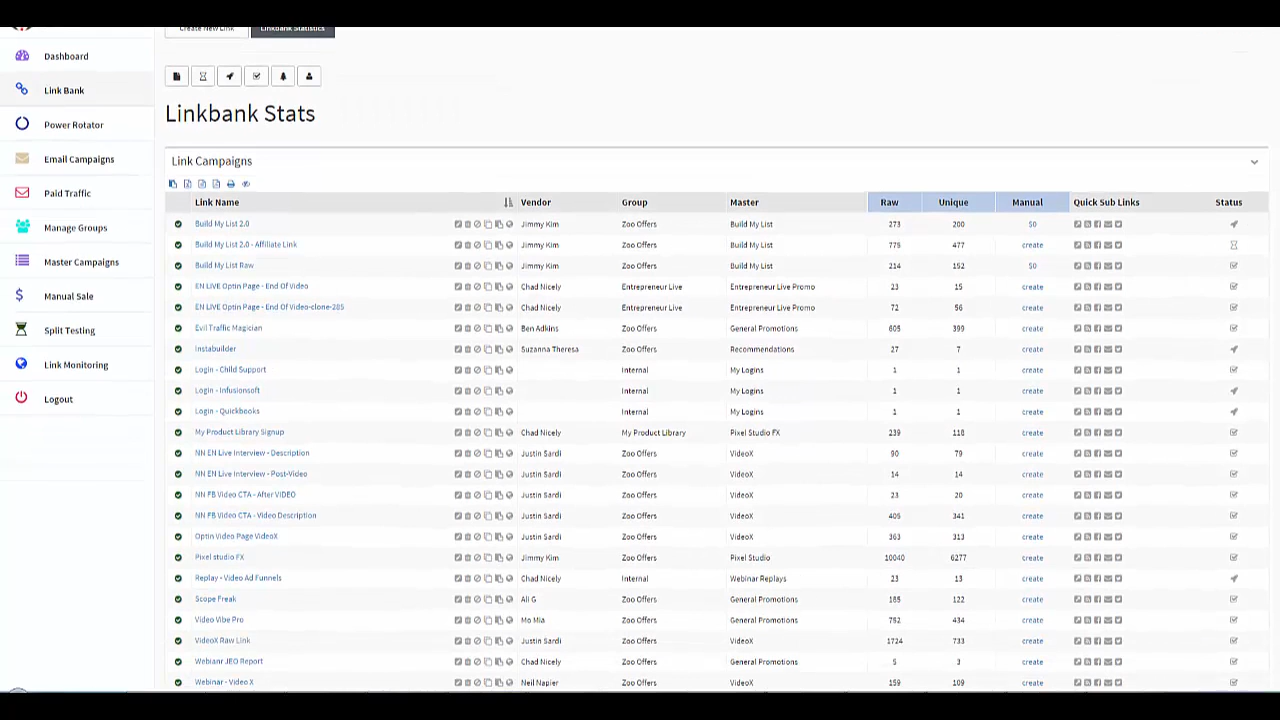 Create New Link Linkbank Statistics
Dashboard
Link Bank
Power Rotator
Email Campaigns
Paid Traffic
Manage Groups
Master Campaigns
Manual Sale
Split Testing
Link Monitoring
Logout
Linkbank Stats
Link Campaigns
Link Name Vendor Group Master Raw Unique Manual Quick Sub Links Status
Build My List 2.0 Jimmy Kim Zoo Offers Build My List 273 200 $0
Build My List 2.0 - Affiliate Link Jimmy Kim Zoo Offers Build My List 775 477 create
Build My List Raw Jimmy Kim Zoo Offers Build My List 214 152 $0
EN LIVE Optin Page - End Of Video Chad Nicely Entrepreneur Live Entrepreneur Live Promo 23 15 create
EN LIVE Optin Page - End Of Video-clone-285 Chad Nicely Entrepreneur Live Entrepreneur Live Promo 72 56 create
Evil Traffic Magician Ben Adkins Zoo Offers General Promotions 605 399 create
Instabuilder Suzanna Theresa Zoo Offers Recommendations 27 7 create
Login - Child Support Internal My Logins 1 1 create
Login - Infusionsoft Internal My Logins 1 1 create
Login - Quickbooks Internal My Logins 1 1 create
My Product Library Signup Chad Nicely My Product Library Pixel Studio FX 239 118 create
NN EN Live Interview - Description Justin Sardi Zoo Offers VideoX 90 79 create
NN EN Live Interview - Post-Video Justin Sardi Zoo Offers VideoX 14 14 create
NN FB Video CTA - After VIDEO Justin Sardi Zoo Offers VideoX 23 20 create
NN FB Video CTA - Video Description Justin Sardi Zoo Offers VideoX 405 341 create
Optin Video Page VideoX Justin Sardi Zoo Offers VideoX 363 313 create
Pixel studio FX Jimmy Kim Zoo Offers Pixel Studio 10040 6277 create
Replay - Video Ad Funnels Chad Nicely Internal Webinar Replays 23 13 create
Scope Freak Ali G Zoo Offers General Promotions 185 122 create
Video Vibe Pro Mo Mia Zoo Offers General Promotions 752 434 create
VideoX Raw Link Justin Sardi Zoo Offers VideoX 1724 733 create
Webianr JEO Report Chad Nicely Zoo Offers General Promotions 5 3 create
Webinar - Video X Neil Napier Zoo Offers VideoX 159 109 create